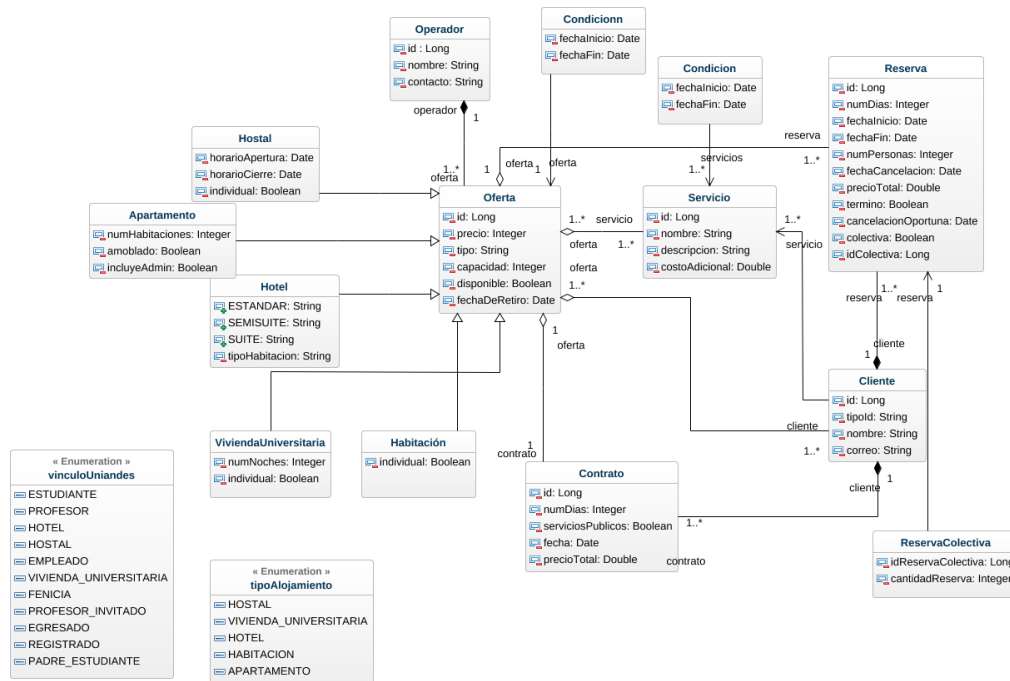 Operador
id : Long
nombre: String
contacto: String
operador
1
1..*
oferta
Condicionn
fechaInicio: Date
fechaFin: Date
1
oferta
Condicion
fechaInicio: Date
fechaFin: Date
servicios
1..*
Reserva
id: Long
numDias: Integer
fechaInicio: Date
fechaFin: Date
numPersonas: Integer
fechaCancelacion: Date
precioTotal: Double
termino: Boolean
cancelacionOportuna: Date
colectiva: Boolean
idColectiva: Long
reserva
1..*
1
oferta
Hostal
horarioApertura: Date
horarioCierre: Date
individual: Boolean
Apartamento
numHabitaciones: Integer
amoblado: Boolean
incluyeAdmin: Boolean
Hotel
ESTANDAR: String
SEMISUITE: String
SUITE: String
tipoHabitacion: String
Oferta
id: Long
precio: Integer
tipo: String
capacidad: Integer
disponible: Boolean
fechaDeRetiro: Date
1..*
servicio
oferta
1..*
oferta
1..*
1
oferta
Servicio
id: Long
nombre: String
descripcion: String
costoAdicional: Double
1..*
servicio
reserva
1..*
reserva
1
cliente
1
Cliente
id: Long
tipoId: String
nombre: String
correo: String
cliente
1..*
cliente
1
ViviendaUniversitaria
numNoches: Integer
individual: Boolean
Habitación
individual: Boolean
1
contrato
Contrato
id: Long
numDias: Integer
serviciosPublicos: Boolean
fecha: Date
precioTotal: Double
1..*
contrato
ReservaColectiva
idReservaColectiva: Long
cantidadReserva: Integer
« Enumeration »
vinculoUniandes
ESTUDIANTE
PROFESOR
HOTEL
HOSTAL
EMPLEADO
VIVIENDA_UNIVERSITARIA
FENICIA
PROFESOR_INVITADO
EGRESADO
REGISTRADO
PADRE_ESTUDIANTE
« Enumeration »
tipoAlojamiento
HOSTAL
VIVIENDA_UNIVERSITARIA
HOTEL
HABITACION
APARTAMENTO